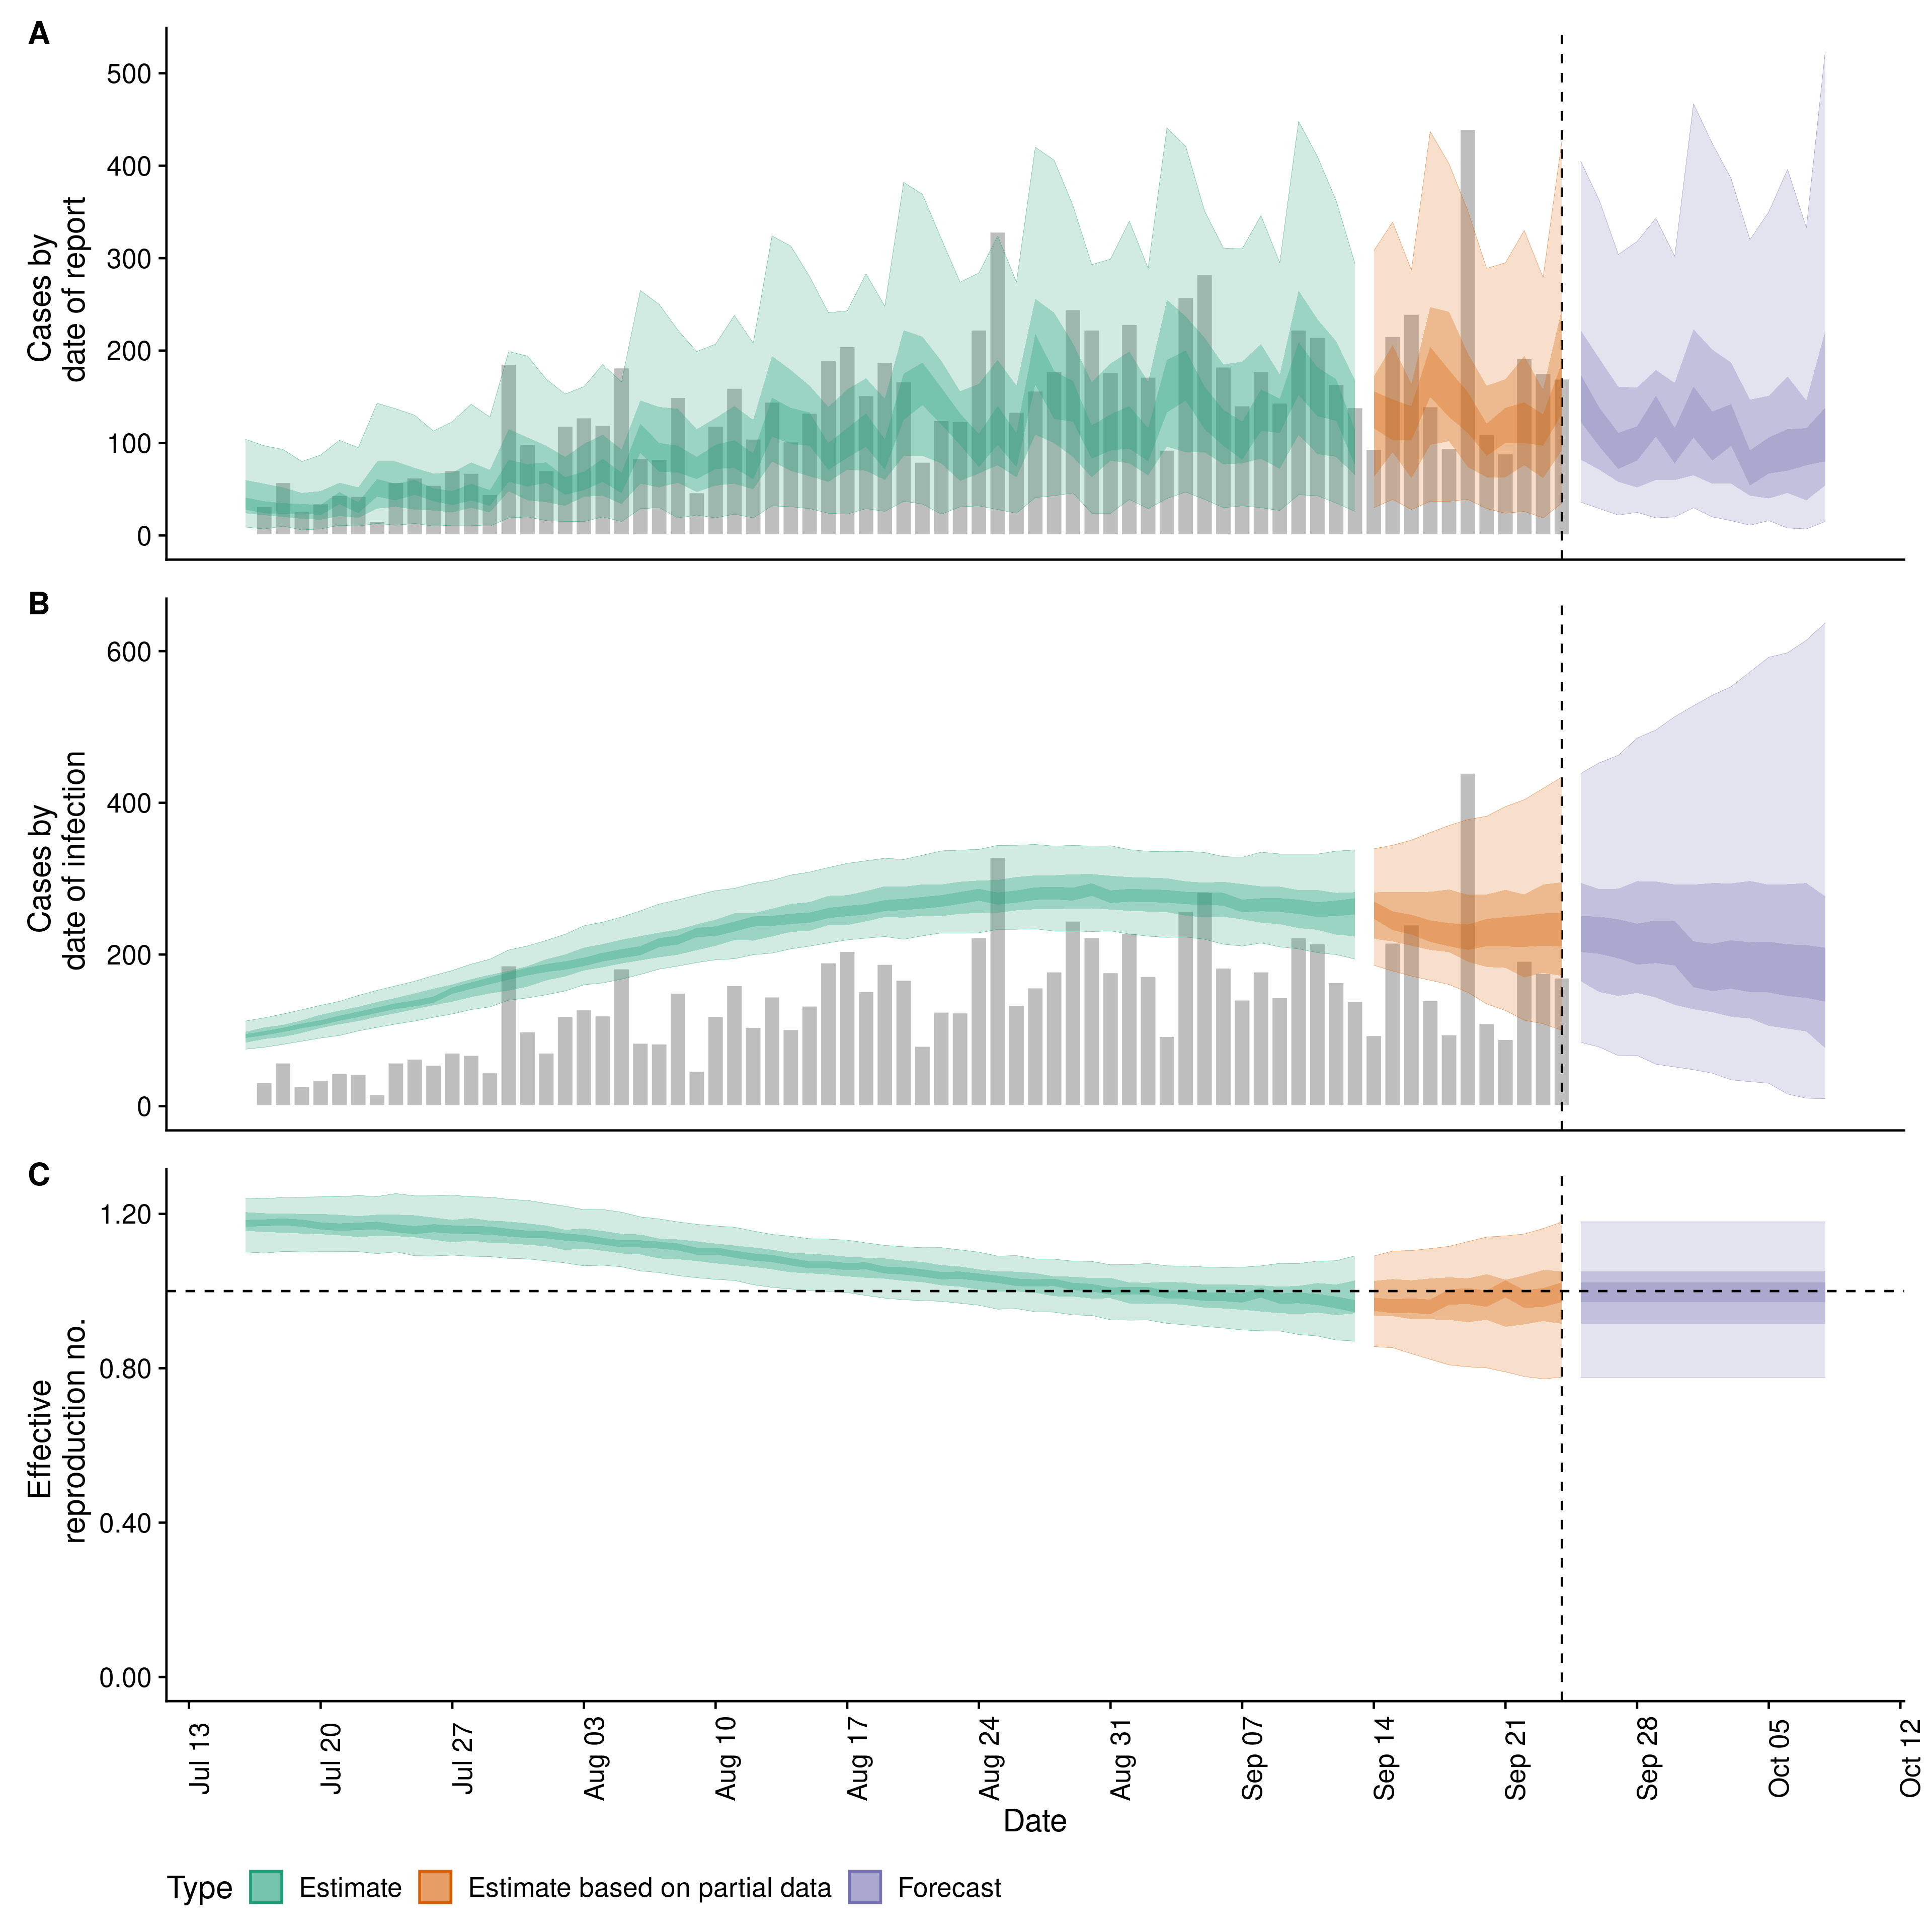 A
500
400
300
200
100
0
Cases by
date of report
B
600
400
200
0
Cases by
date of infection
C
1.20
0.80
0.40
0.00
Effective
reproduction no.
Jul 13
Jul 20
Jul 27
Aug 03
Aug 10
Aug 17
Aug 24
Aug 31
Sep 07
Sep 14
Sep 21
Sep 28
Oct 05
Oct 12
Date
Type Estimate Estimate based on partial data Forecast